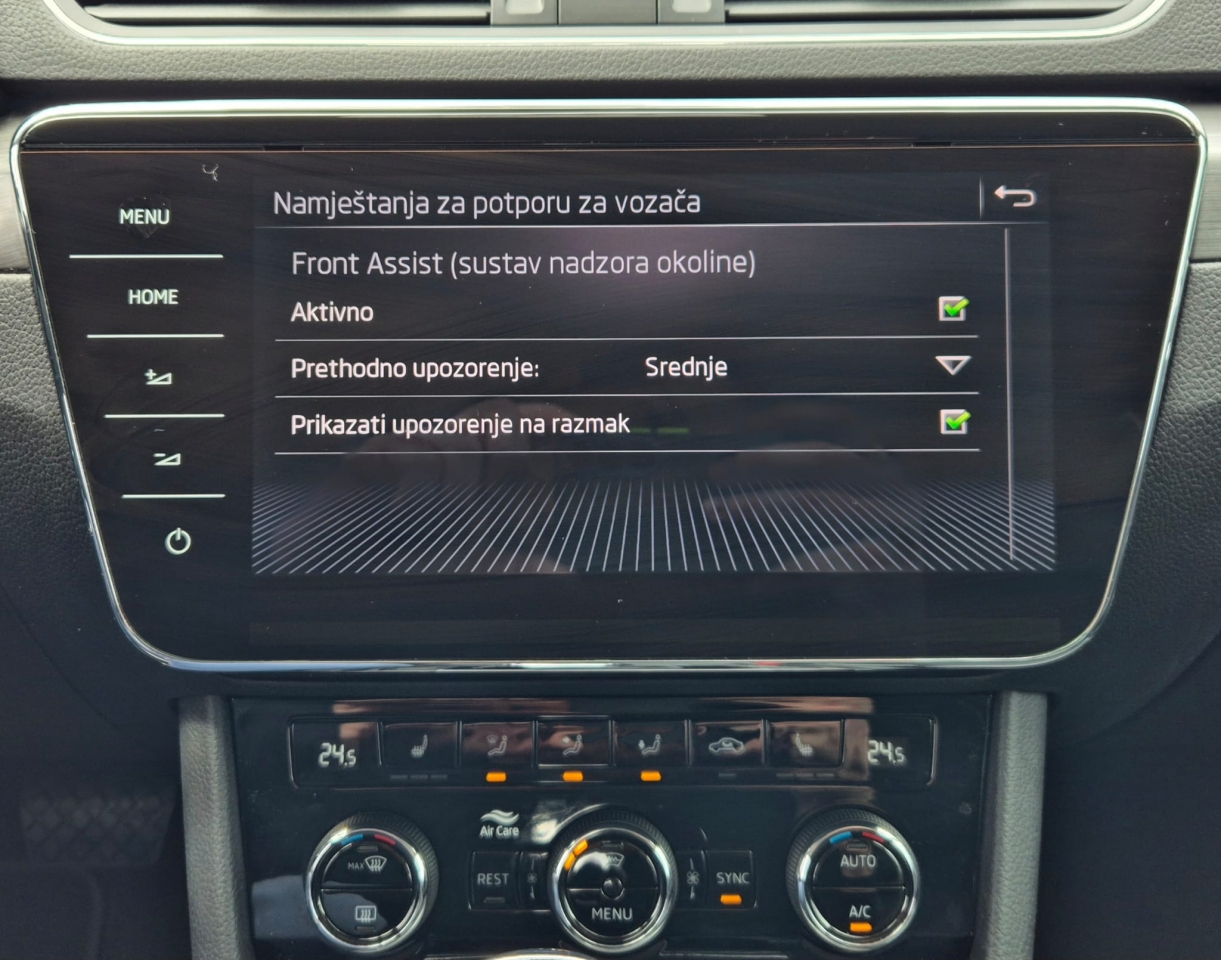 Namještanja za potporu za vozača
MENU
Front Assist (sustav nadzora okoline)
HOME
Aktivno
Prethodno upozorenje: Srednje
Prikazati upozorenje na razmak
24.5
24.5
Air Care
MAX
REST
MENU
SYNC
AUTO
A/C